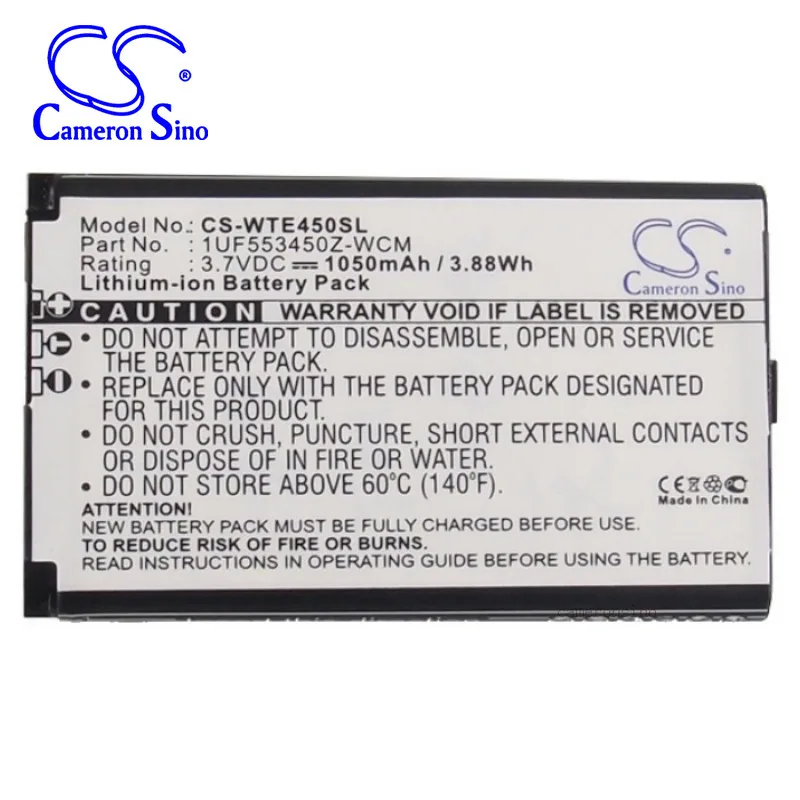 CS
®
Cameron Sino
Model No.: CS-WTE450SL
Part No.: 1UF553450Z-WCM
Rating : 3.7VDC 1050mAh / 3.88Wh
Lithium-ion Battery Pack
CS
®
Cameron Sino
CAUTION WARRANTY VOID IF LABEL IS REMOVED
• DO NOT ATTEMPT TO DISASSEMBLE, OPEN OR SERVICE
THE BATTERY PACK.
• REPLACE ONLY WITH THE BATTERY PACK DESIGNATED
FOR THIS PRODUCT.
• DO NOT CRUSH, PUNCTURE, SHORT EXTERNAL CONTACTS
OR DISPOSE OF IN FIRE OR WATER.
• DO NOT STORE ABOVE 60°C (140°F).
CE
Made In China
ATTENTION!
NEW BATTERY PACK MUST BE FULLY CHARGED BEFORE USE.
TO REDUCE RISK OF FIRE OR BURNS.
PLEASE SEE INSTRUCTIONS IN OPERATING GUIDE BEFORE USING THE BATTERY.